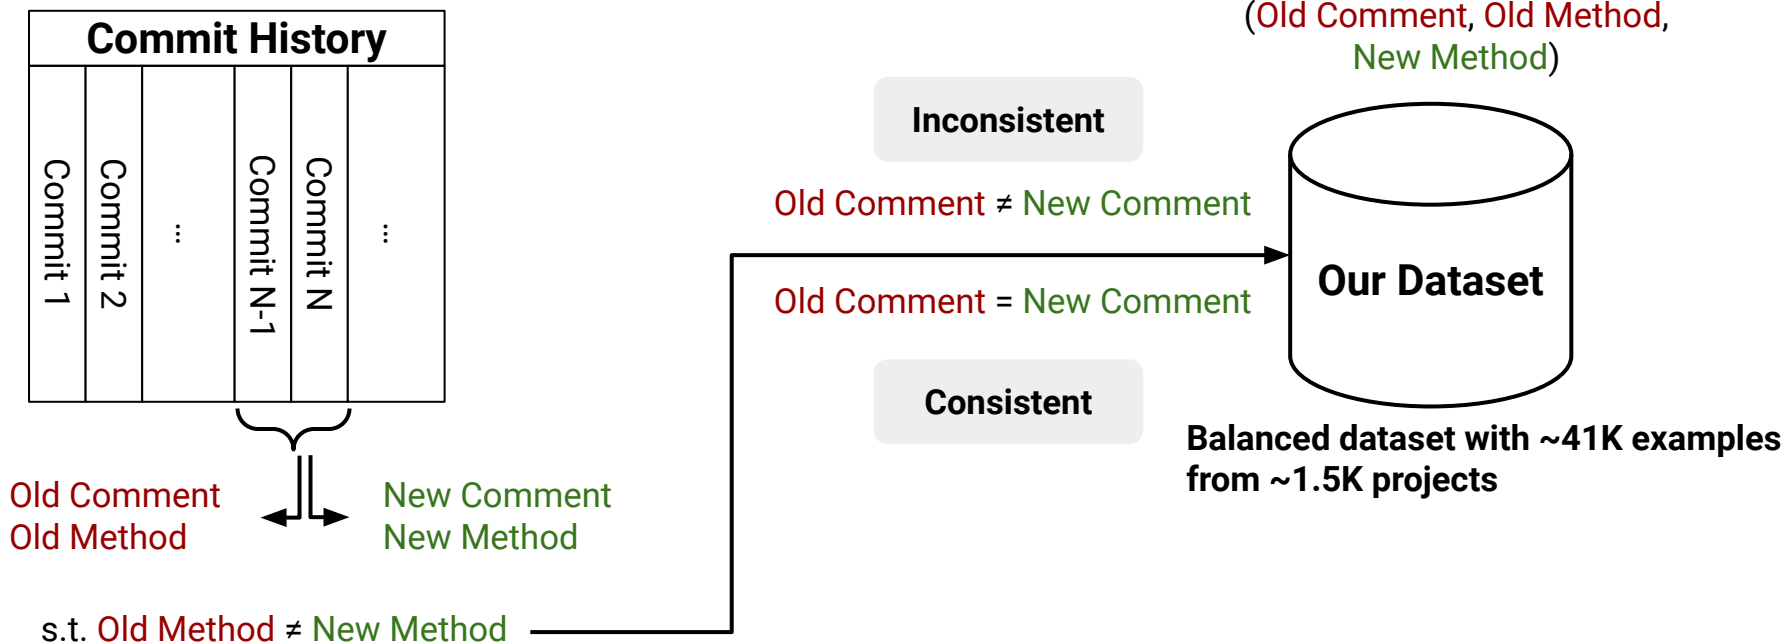 Commit History
Commit 1
Commit 2
...
Commit N-1
Commit N
...
Old Comment
Old Method
New Comment
New Method
s.t. Old Method ≠ New Method
Inconsistent
Old Comment ≠ New Comment
Old Comment = New Comment
Consistent
(Old Comment, Old Method,
New Method)
Our Dataset
Balanced dataset with ~41K examples
from ~1.5K projects